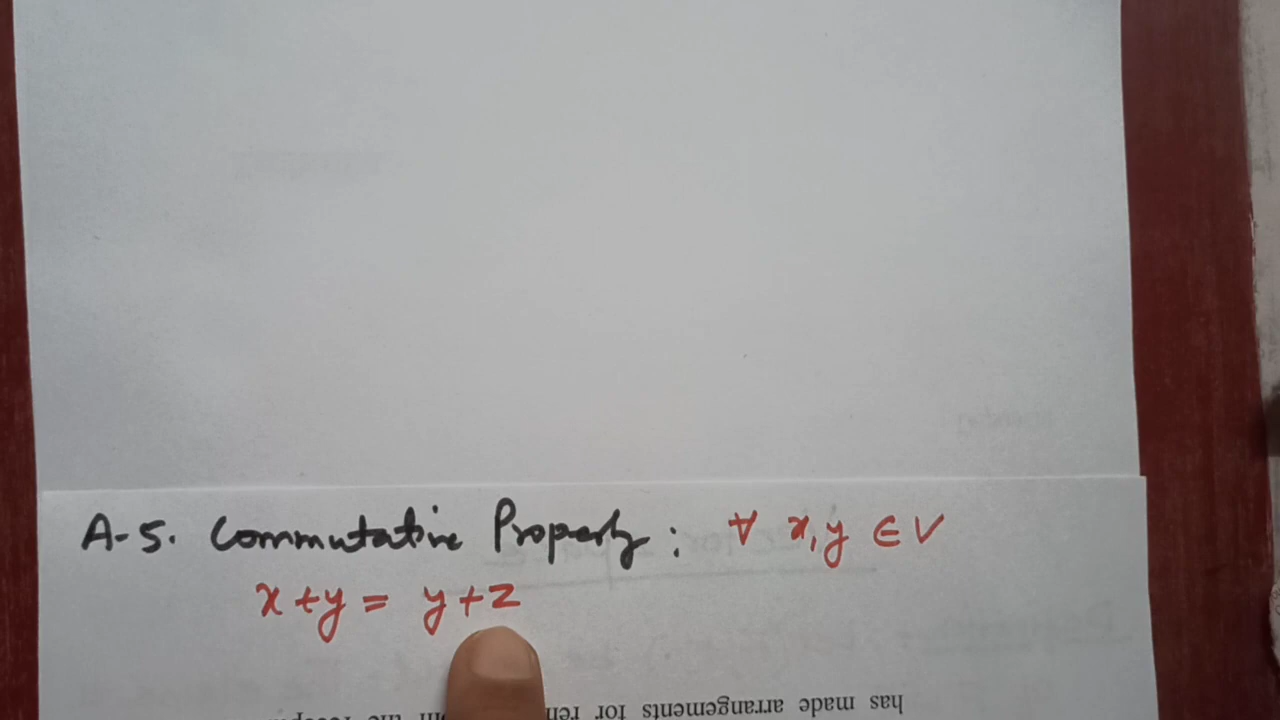 A-5. Commutative Property: ∀ x,y ∈ V
x+y = y+z
has made arrangements for